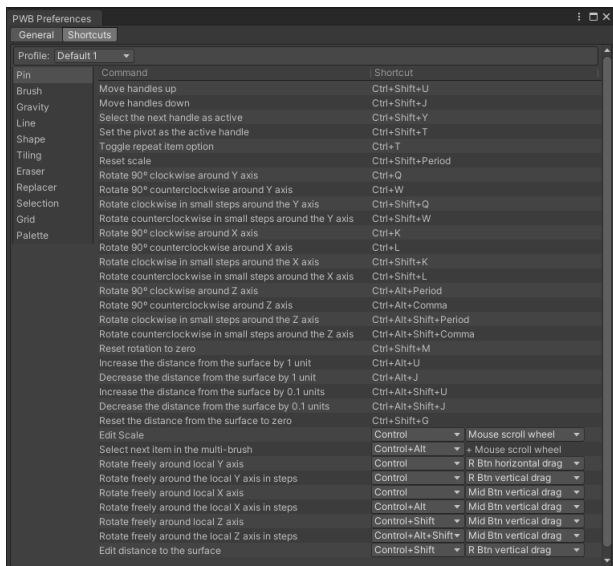 PWB Preferences
General Shortcuts
Profile: Default 1
Pin
Brush
Gravity
Line
Shape
Tiling
Eraser
Replacer
Selection
Grid
Palette
Command Shortcut
Move handles up Ctrl+Shift+U
Move handles down Ctrl+Shift+J
Select the next handle as active Ctrl+Shift+Y
Set the pivot as the active handle Ctrl+Shift+T
Toggle repeat item option Ctrl+T
Reset scale Ctrl+Shift+Period
Rotate 90º clockwise around Y axis Ctrl+Q
Rotate 90º counterclockwise around Y axis Ctrl+W
Rotate clockwise in small steps around the Y axis Ctrl+Shift+Q
Rotate counterclockwise in small steps around the Y axis Ctrl+Shift+W
Rotate 90º clockwise around X axis Ctrl+K
Rotate 90º counterclockwise around X axis Ctrl+L
Rotate clockwise in small steps around the X axis Ctrl+Shift+K
Rotate counterclockwise in small steps around the X axis Ctrl+Shift+L
Rotate 90º clockwise around Z axis Ctrl+Alt+Period
Rotate 90º counterclockwise around Z axis Ctrl+Alt+Comma
Rotate clockwise in small steps around the Z axis Ctrl+Alt+Shift+Period
Rotate counterclockwise in small steps around the Z axis Ctrl+Alt+Shift+Comma
Reset rotation to zero Ctrl+Shift+M
Increase the distance from the surface by 1 unit Ctrl+Alt+U
Decrease the distance from the surface by 1 unit Ctrl+Alt+J
Increase the distance from the surface by 0.1 units Ctrl+Alt+Shift+U
Decrease the distance from the surface by 0.1 units Ctrl+Alt+Shift+J
Reset the distance from the surface to zero Ctrl+Shift+G
Edit Scale Control Mouse scroll wheel
Select next item in the multi-brush Control+Alt + Mouse scroll wheel
Rotate freely around local Y axis Control R Btn horizontal drag
Rotate freely around the local Y axis in steps Control R Btn vertical drag
Rotate freely around local X axis Control Mid Btn vertical drag
Rotate freely around the local X axis in steps Control+Alt Mid Btn vertical drag
Rotate freely around local Z axis Control+Shift Mid Btn vertical drag
Rotate freely around the local Z axis in steps Control+Alt+Shift Mid Btn vertical drag
Edit distance to the surface Control+Shift R Btn vertical drag